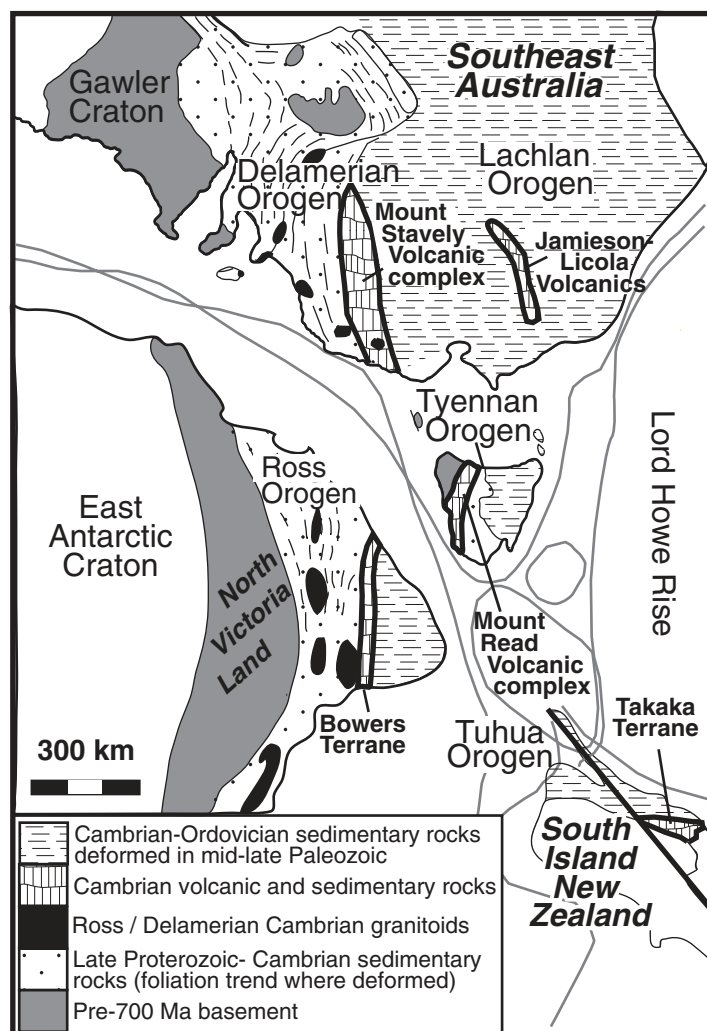 Gawler
Craton
Southeast
Australia
Delamerian
Orogen
Lachlan
Orogen
Mount
Stavely
Volcanic
complex
Jamieson-
Licola
Volcanics
Tyennan
Orogen
Ross
Orogen
East
Antarctic
Craton
North
Victoria
Land
Lord Howe Rise
Mount
Read
Volcanic
complex
Bowers
Terrane
Tuhua
Orogen
Takaka
Terrane
300 km
South
Island
New
Zealand
Cambrian-Ordovician sedimentary rocks
deformed in mid-late Paleozoic
Cambrian volcanic and sedimentary rocks
Ross / Delamerian Cambrian granitoids
Late Proterozoic- Cambrian sedimentary
rocks (foliation trend where deformed)
Pre-700 Ma basement